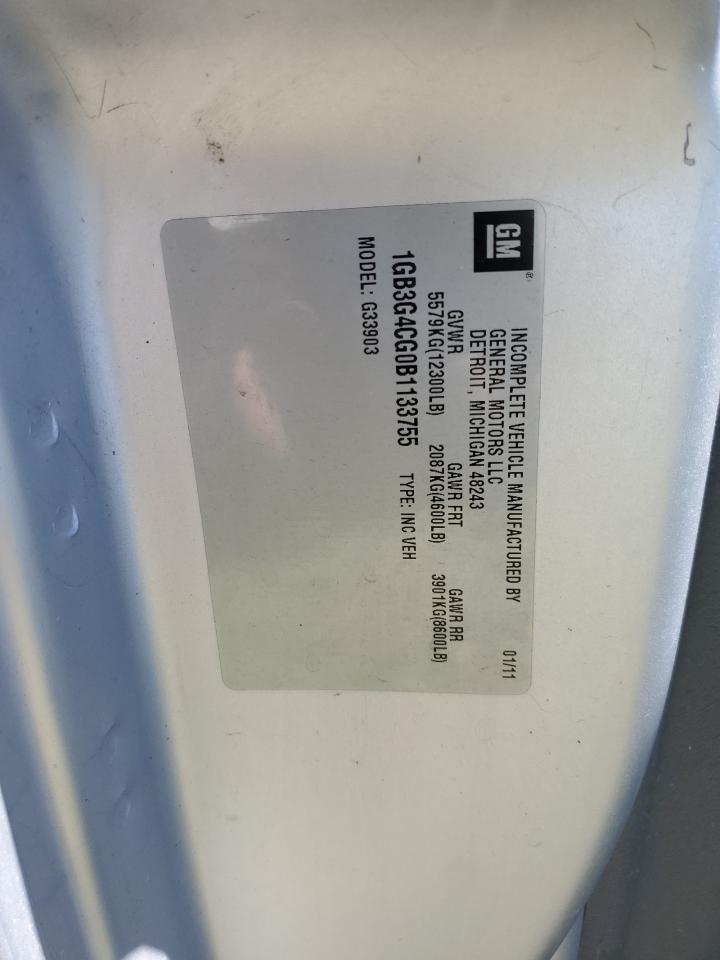 GM ®
INCOMPLETE VEHICLE MANUFACTURED BY 01/11
GENERAL MOTORS LLC
DETROIT, MICHIGAN 48243
GVWR GAWR FRT GAWR RR
5579KG(12300LB) 2087KG(4600LB) 3901KG(8600LB)
1GB3G4CG0B1133755 TYPE: INC VEH
MODEL: G33903